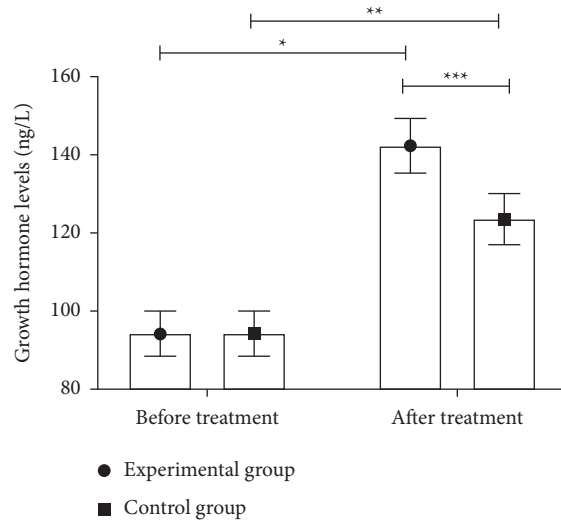 **
*
***
160
140
120
100
80
Growth hormone levels (ng/L)
Before treatment
After treatment
Experimental group
Control group